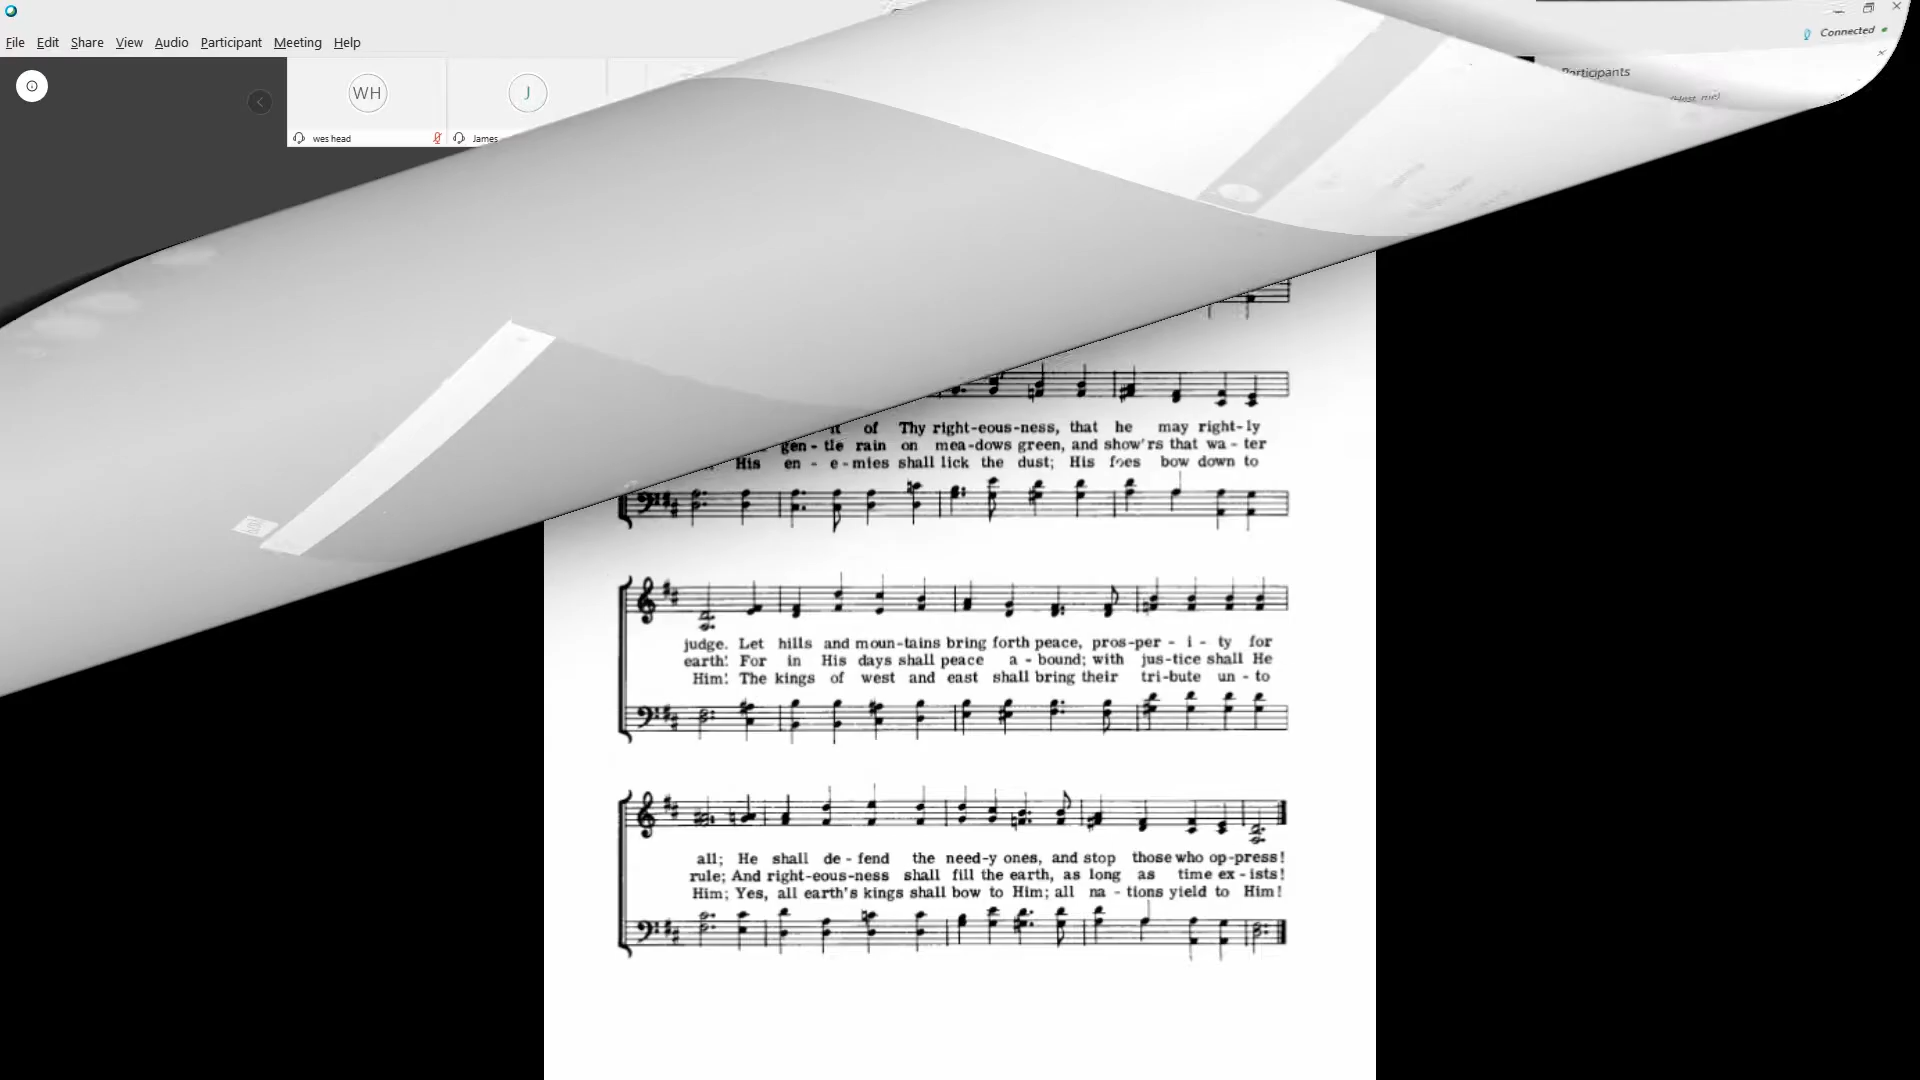 File Edit Share View Audio Participant Meeting Help
Connected
Participants
WH
J
(Host, me)
wes head
James
of Thy right-eous-ness, that he may right-ly
gen - tle rain on mea-dows green, and show'rs that wa - ter
His en - e - mies shall lick the dust; His foes bow down to
judge. Let hills and moun-tains bring forth peace, pros-per - i - ty for
earth! For in His days shall peace a - bound; with jus-tice shall He
Him! The kings of west and east shall bring their tri-bute un - to
all; He shall de - fend the need-y ones, and stop those who op-press!
rule; And right-eous-ness shall fill the earth, as long as time ex - ists!
Him; Yes, all earth's kings shall bow to Him; all na - tions yield to Him!